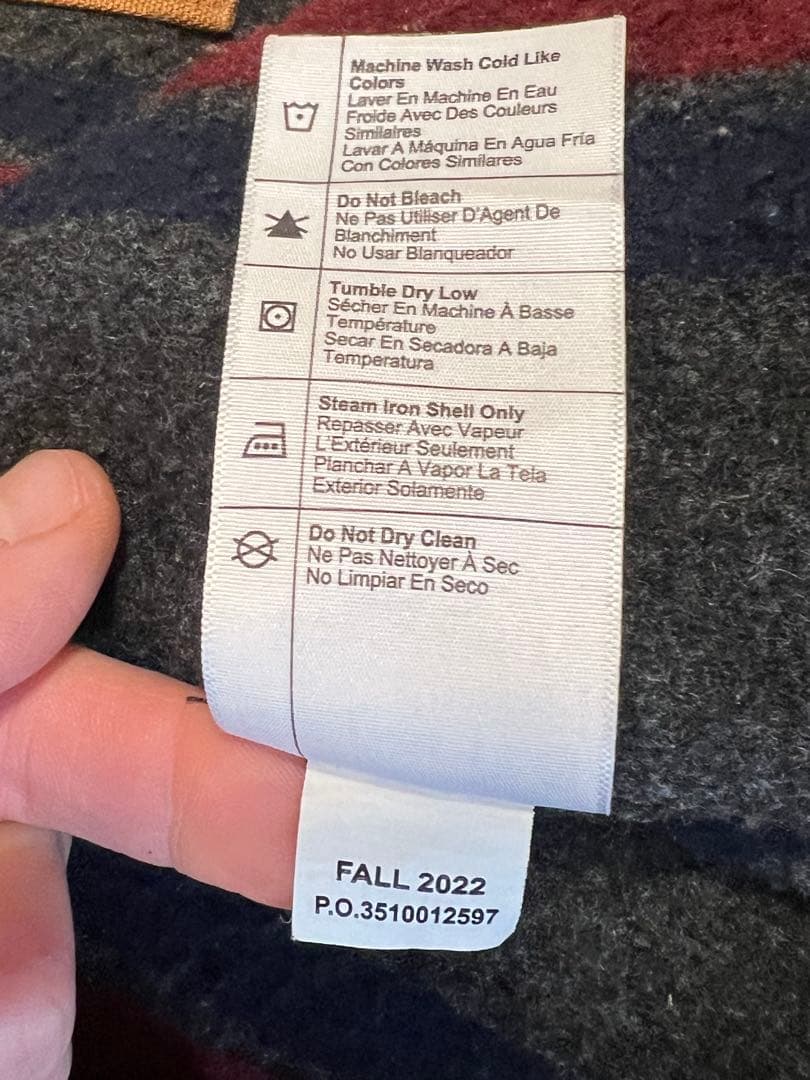 Machine Wash Cold Like
Colors
Laver En Machine En Eau
Froide Avec Des Couleurs
Similaires
Lavar A Máquina En Agua Fría
Con Colores Similares
Do Not Bleach
Ne Pas Utiliser D'Agent De
Blanchiment
No Usar Blanqueador
Tumble Dry Low
Sécher En Machine À Basse
Température
Secar En Secadora A Baja
Temperatura
Steam Iron Shell Only
Repasser Avec Vapeur
L'Extérieur Seulement
Planchar A Vapor La Tela
Exterior Solamente
Do Not Dry Clean
Ne Pas Nettoyer À Sec
No Limpiar En Seco
FALL 2022
P.O.3510012597